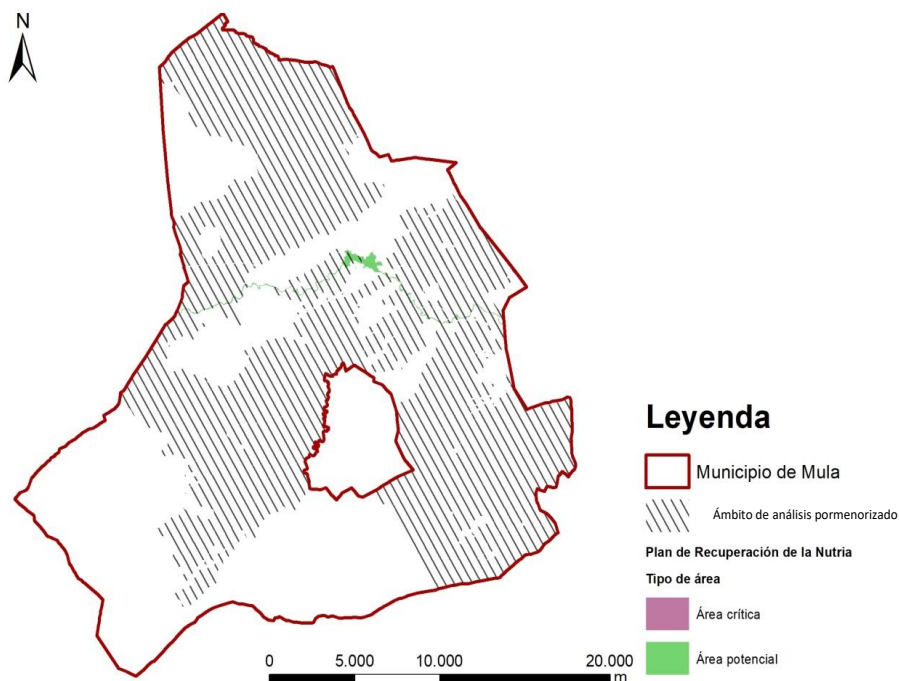 N
Leyenda
Municipio de Mula
Ámbito de análisis pormenorizado
Plan de Recuperación de la Nutria
Tipo de área
Área crítica
Área potencial
0 5.000 10.000 20.000
m